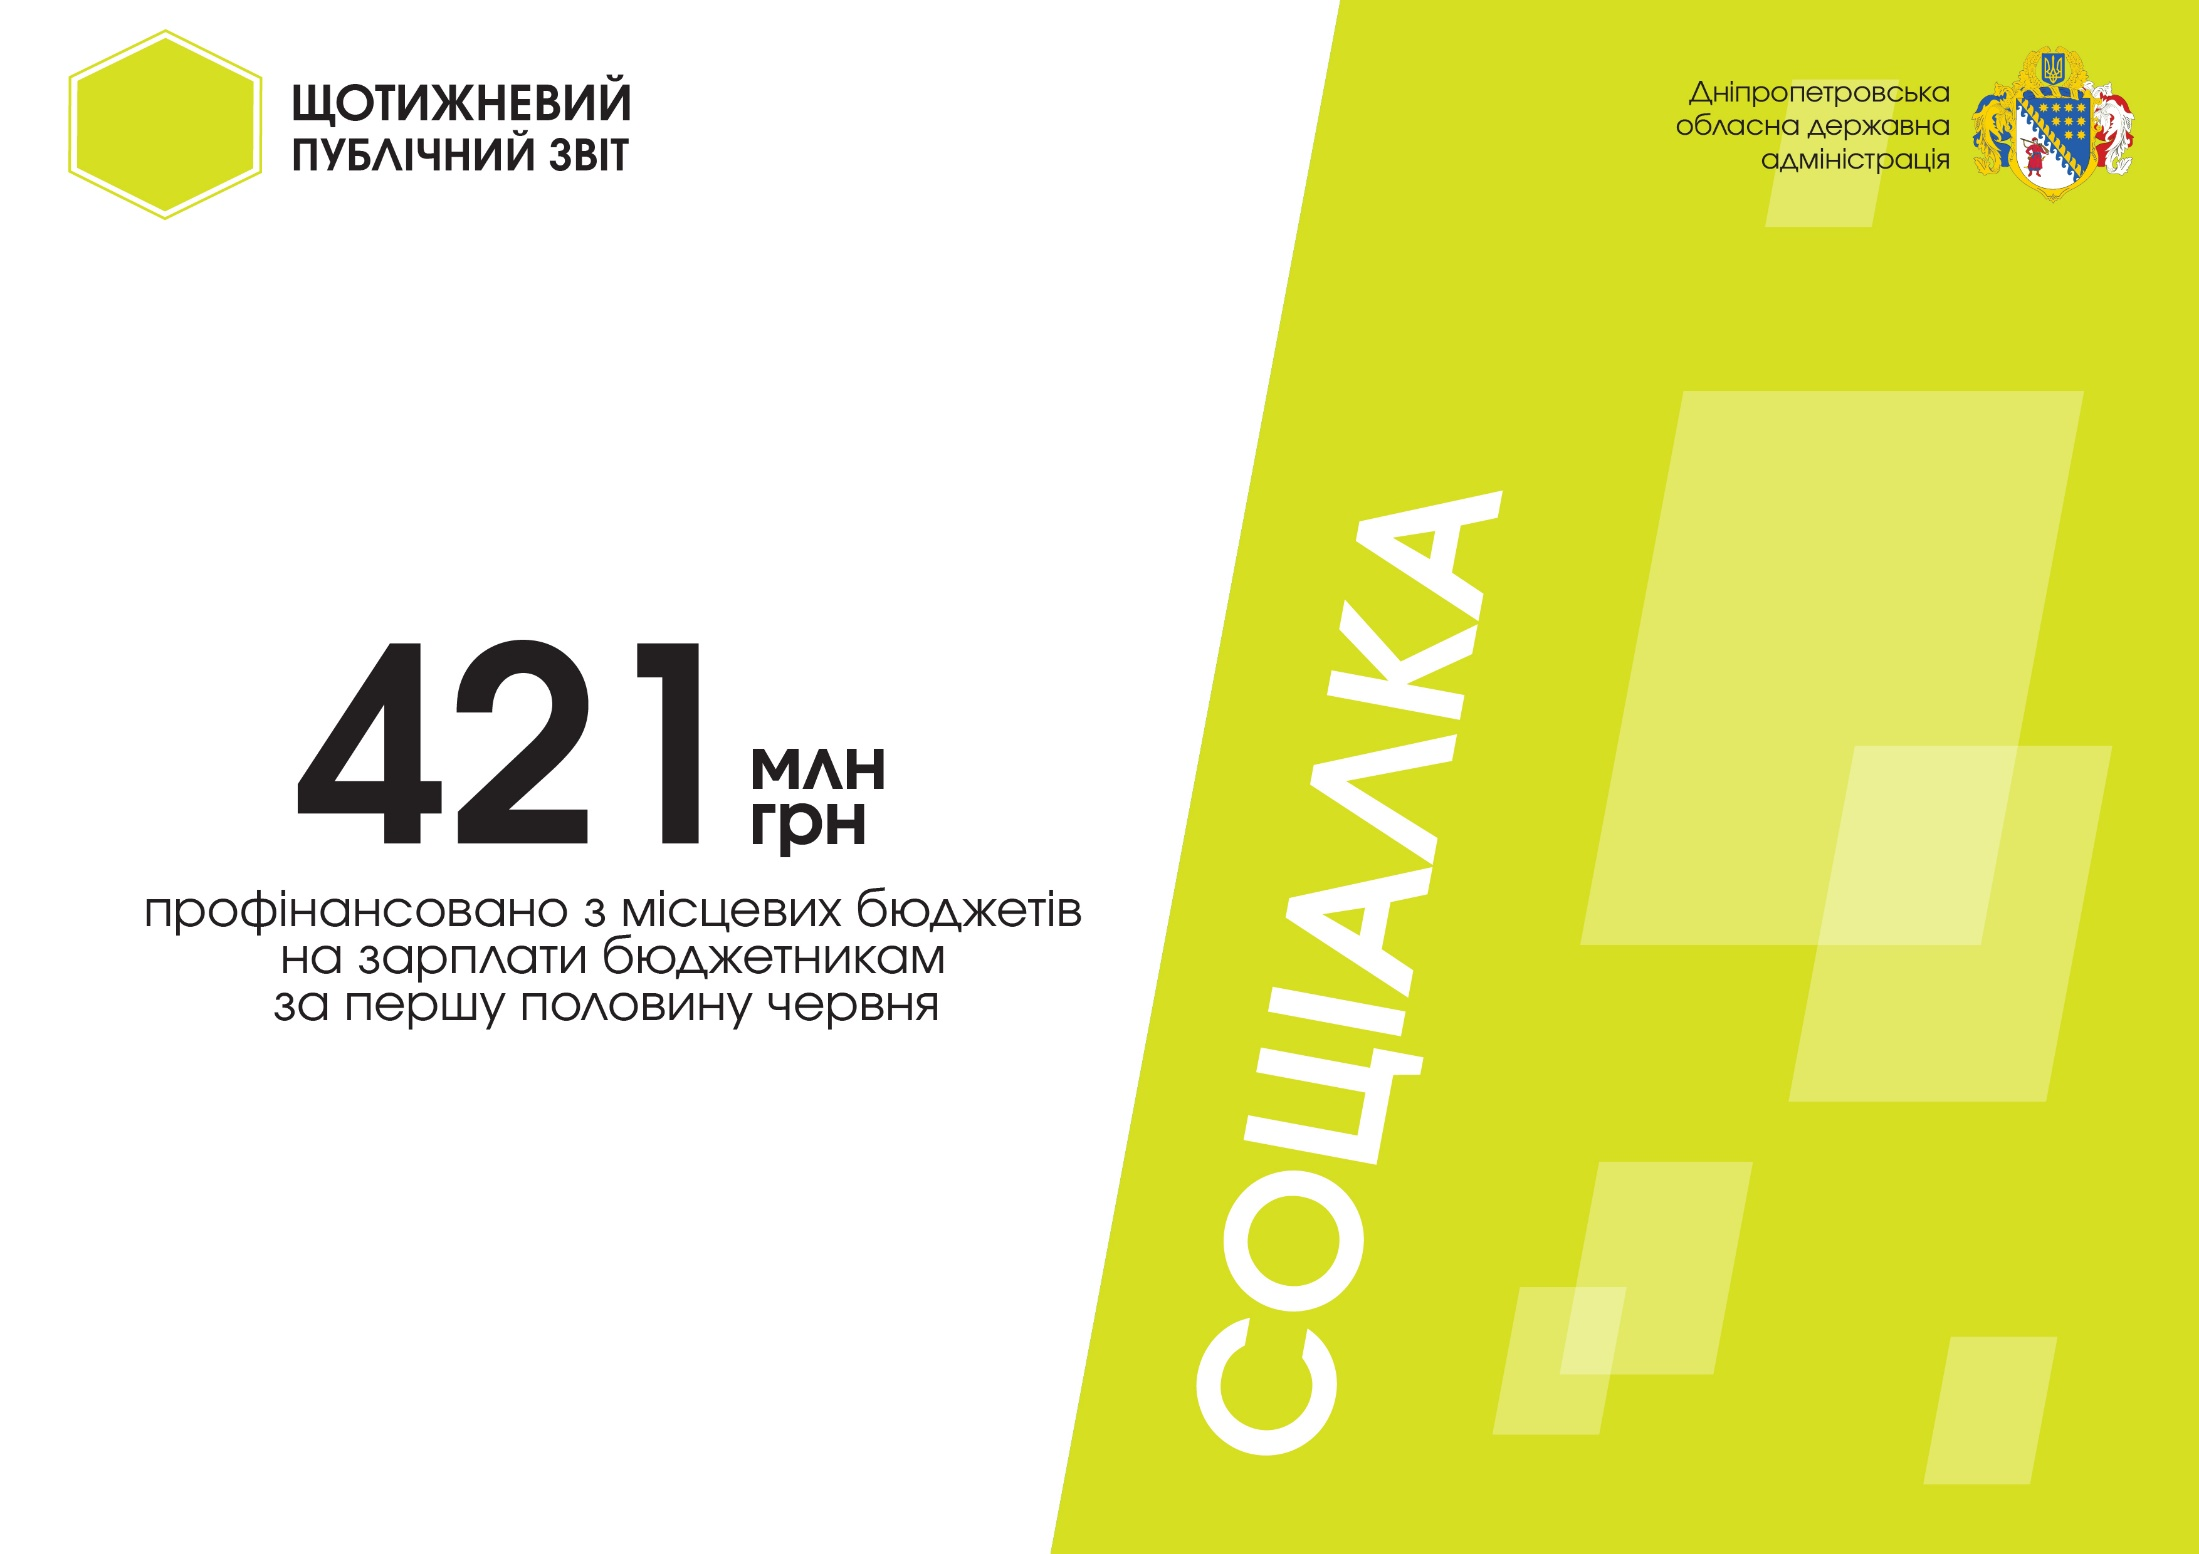 ЩОТИЖНЕВИЙ
ПУБЛІЧНИЙ ЗВІТ
Дніпропетровська
обласна державна
адміністрація
421 млн
грн
профінансовано з місцевих бюджетів
на зарплати бюджетникам
за першу половину червня
СОЦІАЛКА